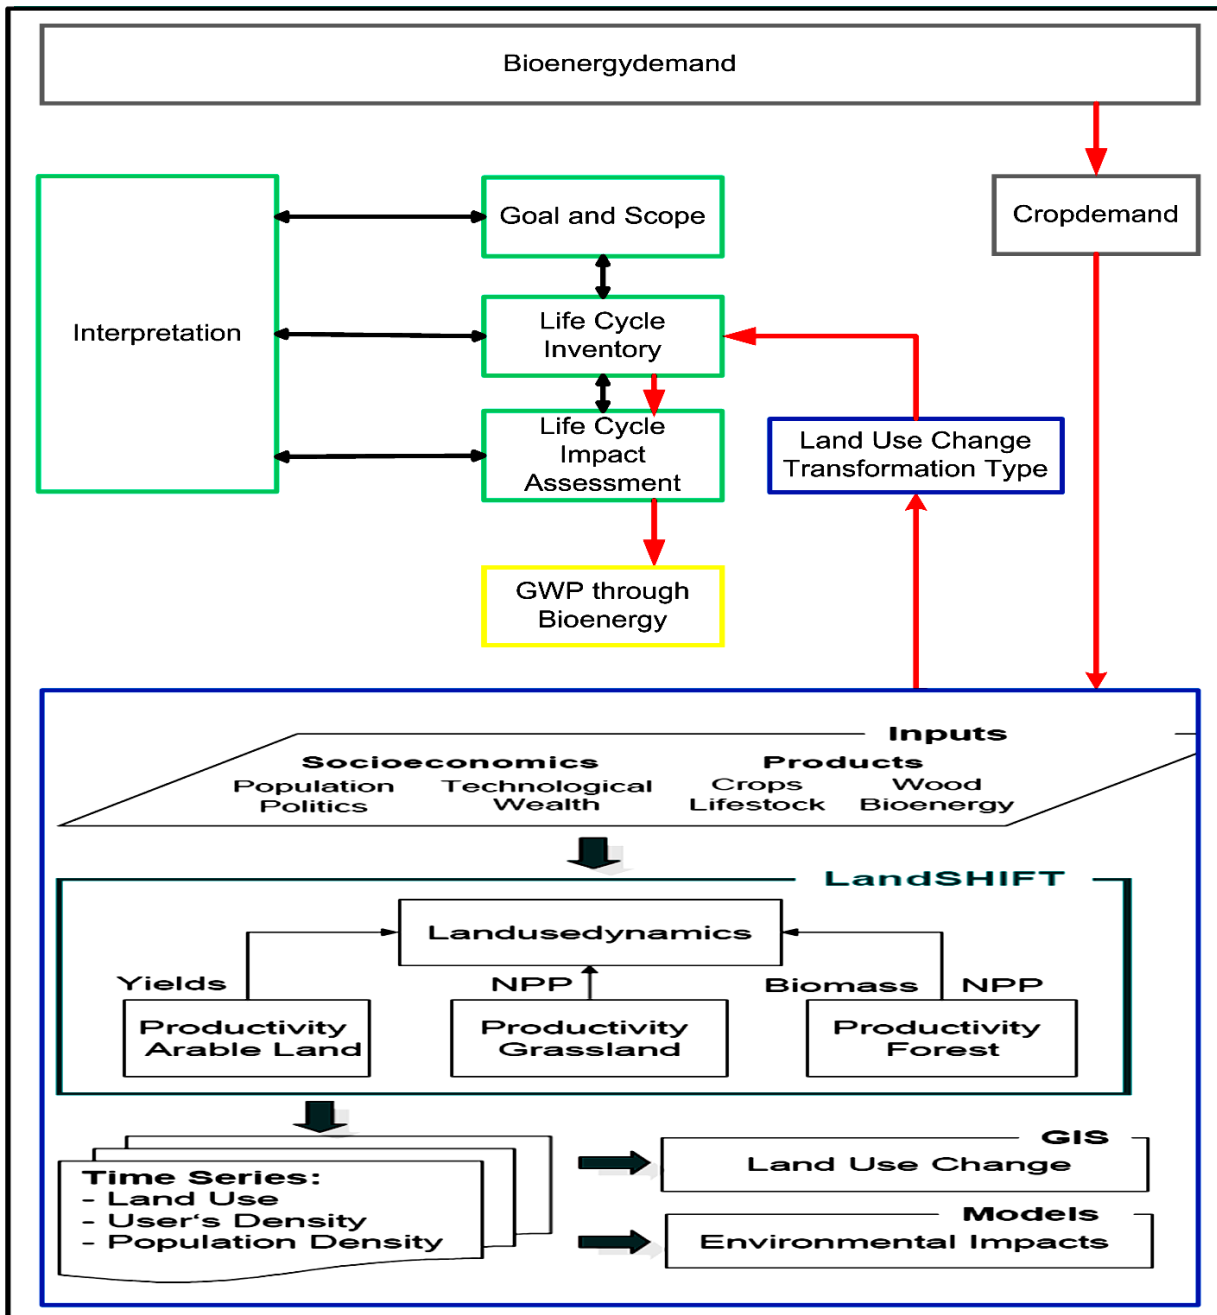 Bioenergydemand
Goal and Scope
Cropdemand
Interpretation
Life Cycle
Inventory
Life Cycle
Impact
Assessment
Land Use Change
Transformation Type
GWP through
Bioenergy
Inputs
Socioeconomics
Products
Population
Politics
Technological
Wealth
Crops
Lifestock
Wood
Bioenergy
LandSHIFT
Landusedynamics
Yields
NPP
Biomass
NPP
Productivity
Arable Land
Productivity
Grassland
Productivity
Forest
Time Series:
- Land Use
- User's Density
- Population Density
GIS
Land Use Change
Models
Environmental Impacts